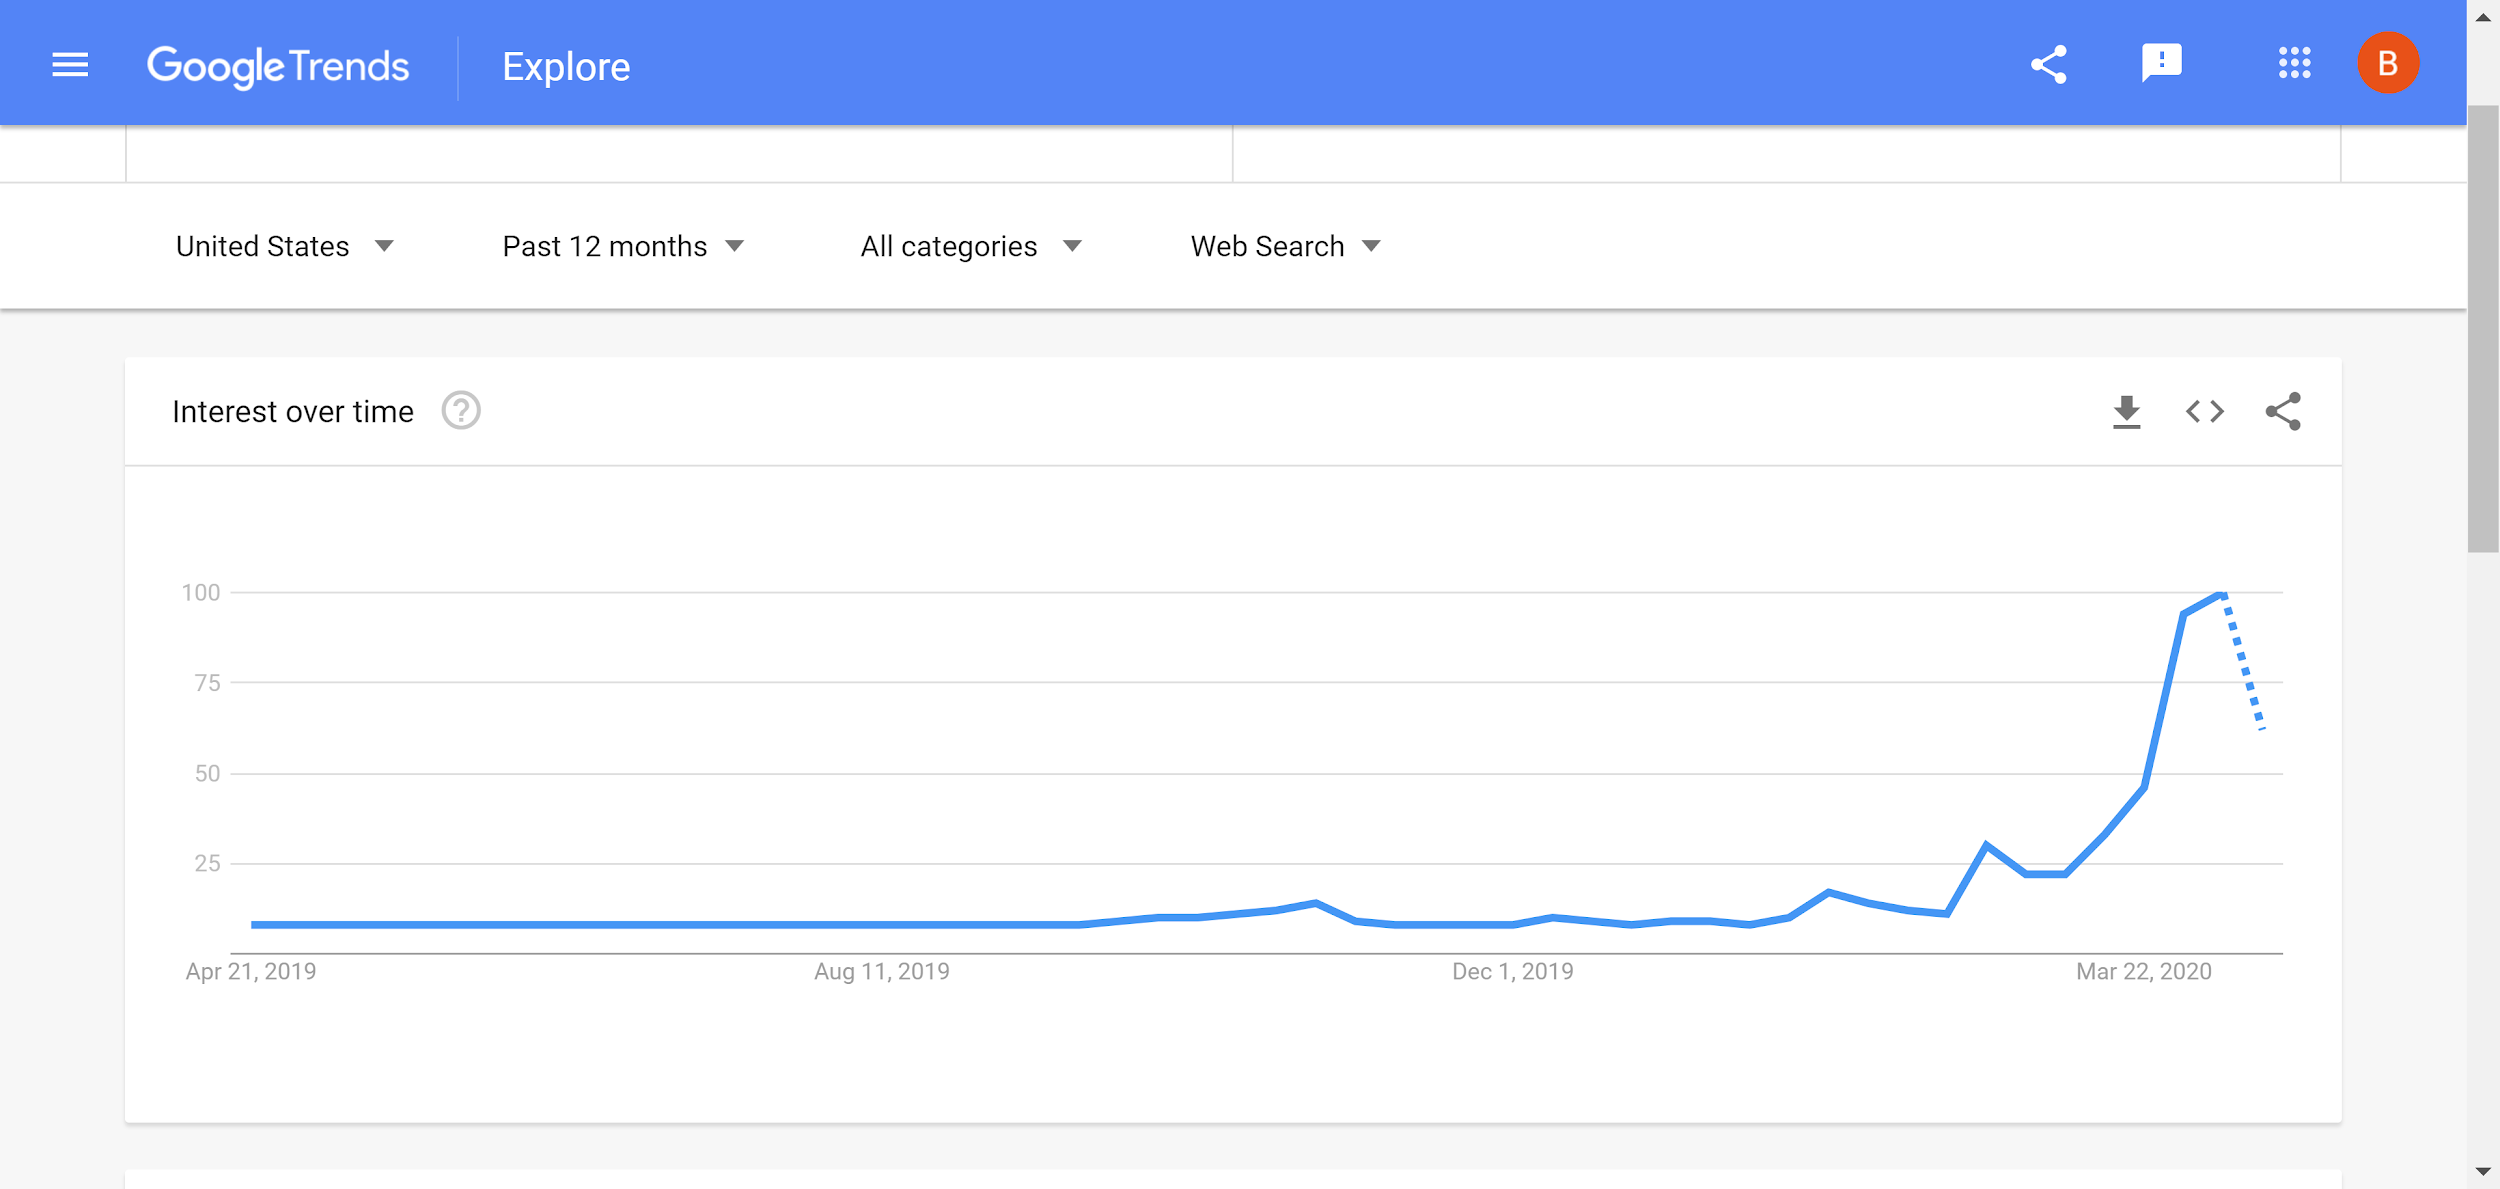 Google Trends Explore B
United States Past 12 months All categories Web Search
Interest over time
100
75
50
25
Apr 21, 2019 Aug 11, 2019 Dec 1, 2019 Mar 22, 2020